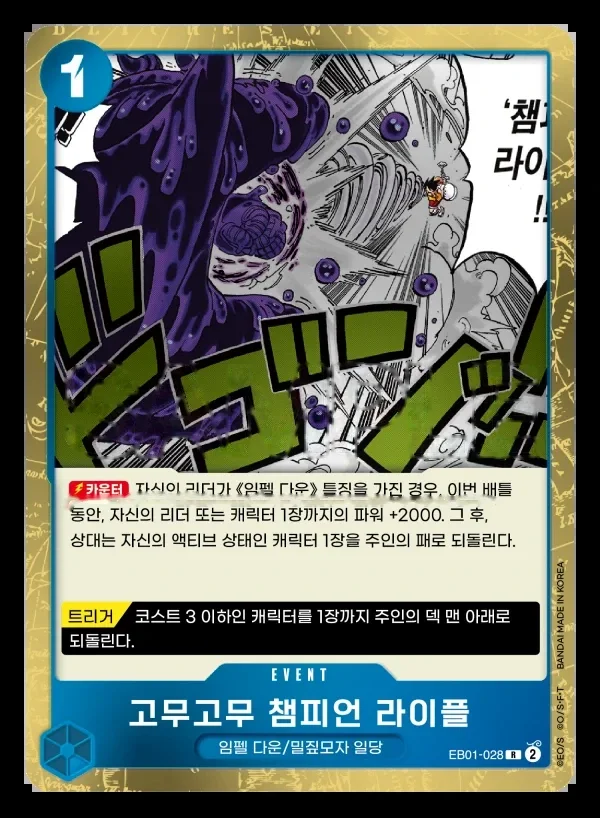 1
‘챔피
라이
!!
ドゴン!!
카운터 자신의 리더가 《임펠 다운》 특징을 가진 경우, 이번 배틀
동안, 자신의 리더 또는 캐릭터 1장까지의 파워 +2000. 그 후,
상대는 자신의 액티브 상태인 캐릭터 1장을 주인의 패로 되돌린다.
트리거 코스트 3 이하인 캐릭터를 1장까지 주인의 덱 맨 아래로
되돌린다.
EVENT
고무고무 챔피언 라이플
임펠 다운/밀짚모자 일당
EB01-028 R 2
©E.O/S ©O/S·F·T BANDAI MADE IN KOREA